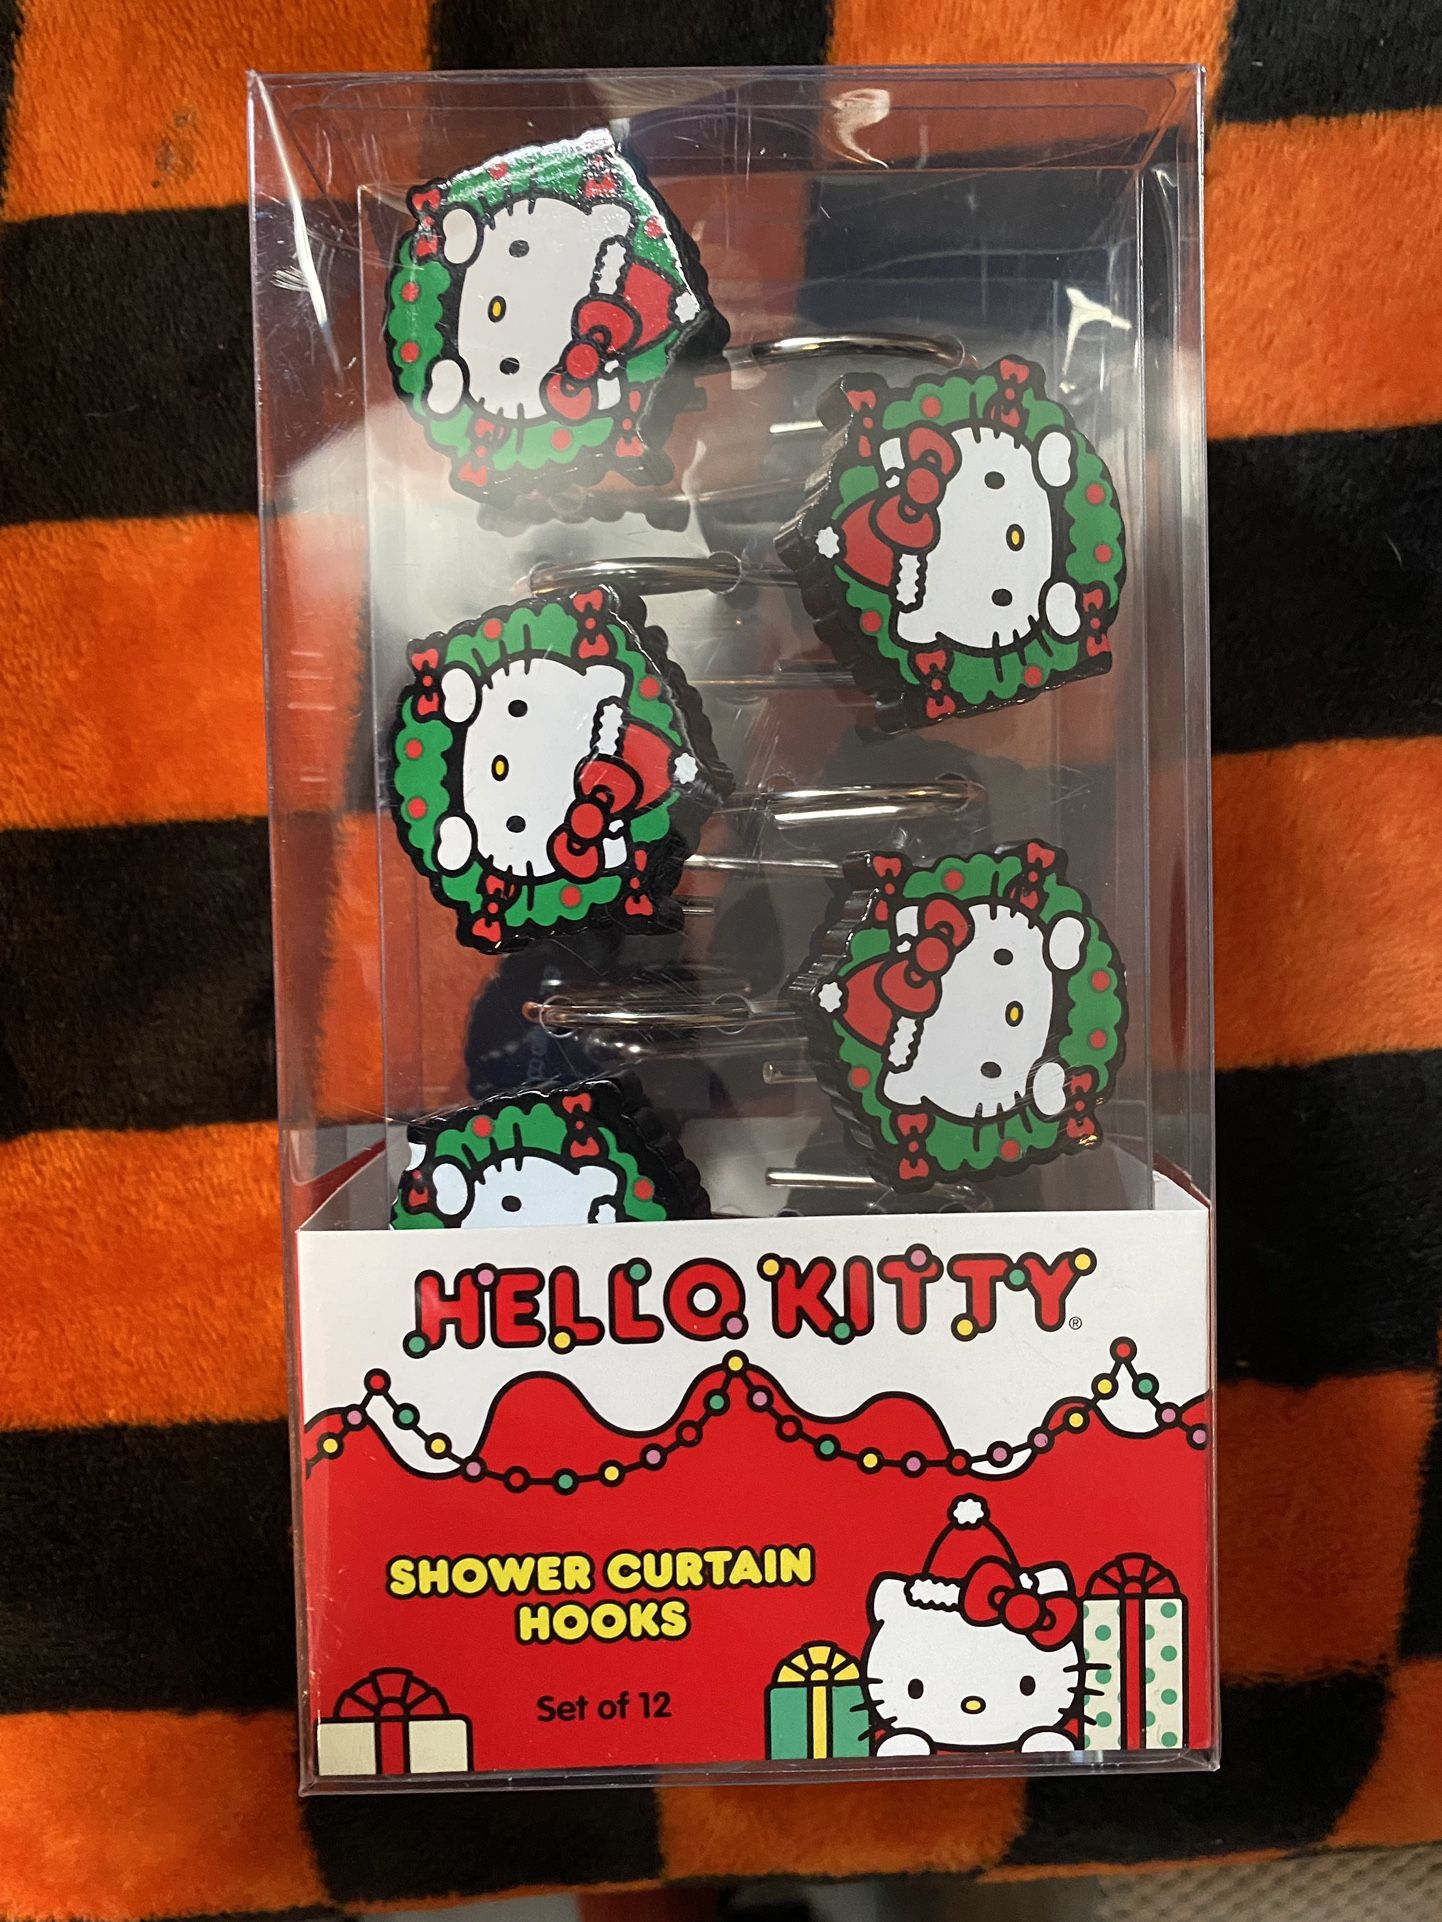 HELLO KITTY®
SHOWER CURTAIN
HOOKS
Set of 12